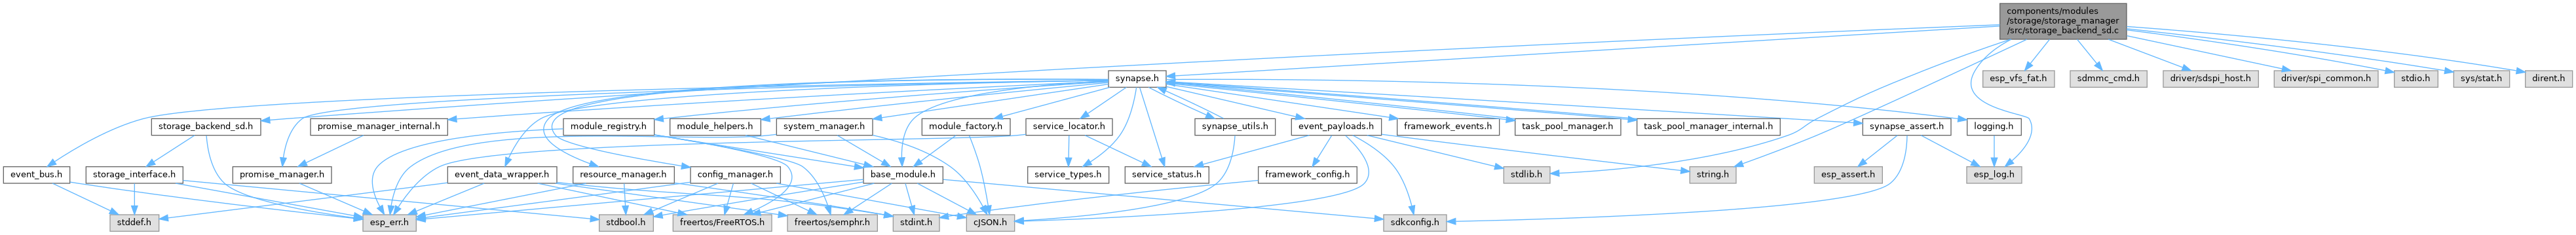 components/modules
/storage/storage_manager
/src/storage_backend_sd.c
synapse.h
esp_vfs_fat.h
sdmmc_cmd.h
driver/sdspi_host.h
driver/spi_common.h
stdio.h
sys/stat.h
dirent.h
storage_backend_sd.h
promise_manager_internal.h
module_registry.h
module_helpers.h
system_manager.h
module_factory.h
service_locator.h
synapse_utils.h
event_payloads.h
framework_events.h
task_pool_manager.h
task_pool_manager_internal.h
synapse_assert.h
logging.h
event_bus.h
storage_interface.h
promise_manager.h
event_data_wrapper.h
resource_manager.h
config_manager.h
base_module.h
service_types.h
service_status.h
framework_config.h
stdlib.h
string.h
esp_assert.h
esp_log.h
stddef.h
esp_err.h
stdbool.h
freertos/FreeRTOS.h
freertos/semphr.h
stdint.h
cJSON.h
sdkconfig.h